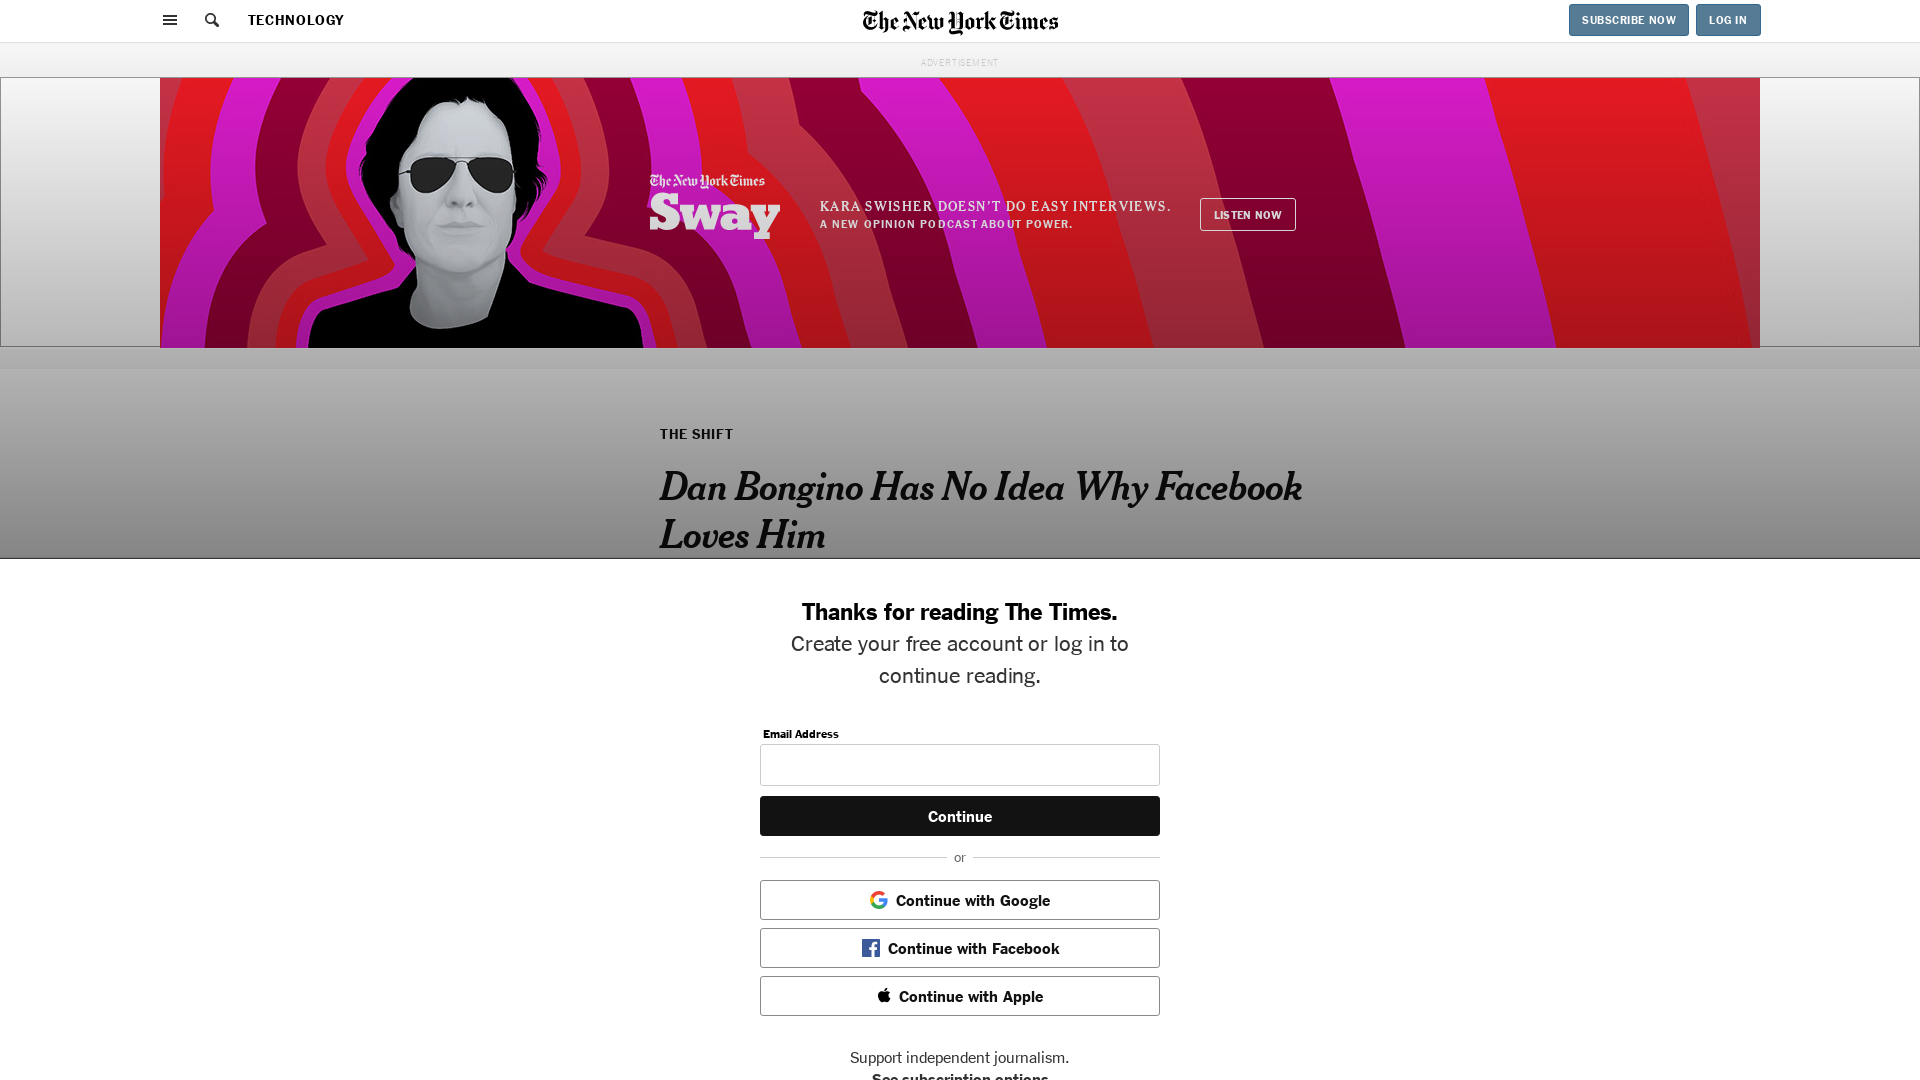 TECHNOLOGY
The New York Times
SUBSCRIBE NOW
LOG IN
ADVERTISEMENT
The New York Times
Sway
KARA SWISHER DOESN'T DO EASY INTERVIEWS.
A NEW OPINION PODCAST ABOUT POWER.
LISTEN NOW
THE SHIFT
Dan Bongino Has No Idea Why Facebook
Loves Him
Thanks for reading The Times.
Create your free account or log in to
continue reading.
Email Address
Continue
or
Continue with Google
Continue with Facebook
Continue with Apple
Support independent journalism.
See subscription options